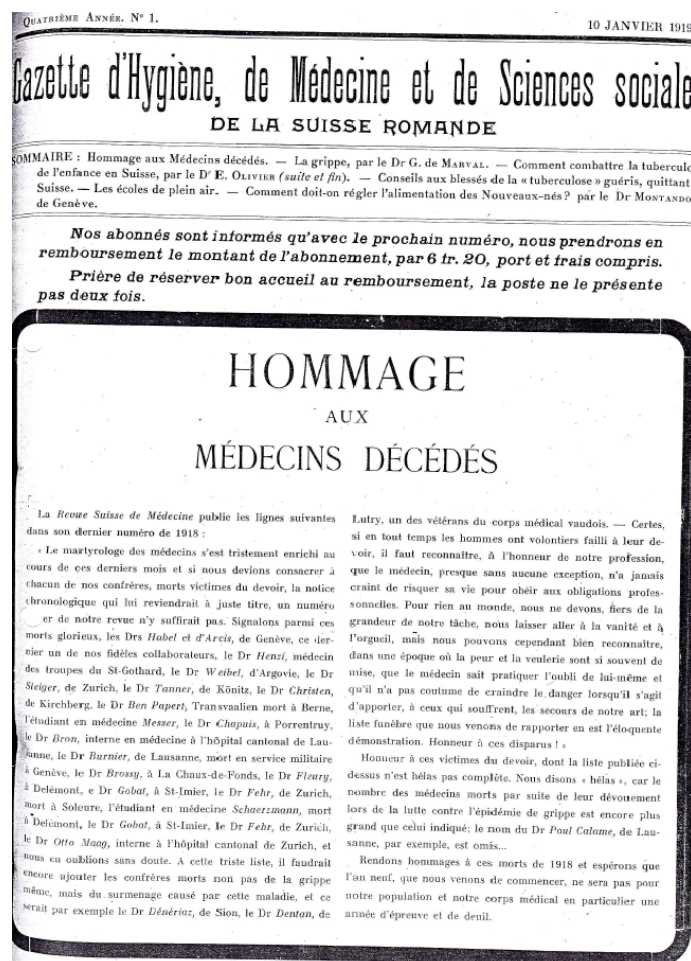 QUATRIÈME ANNÉE. N° 1.
10 JANVIER 1919
Gazette d'Hygiène, de Médecine et de Sciences sociale
DE LA SUISSE ROMANDE
SOMMAIRE : Hommage aux Médecins décédés. — La grippe, par le Dr G. de MARVAL. — Comment combattre la tuberculo
de l'enfance en Suisse, par le Dr E. OLIVIER (suite et fin). — Conseils aux blessés de la « tuberculose » guéris, quittant
Suisse. — Les écoles de plein air. — Comment doit-on régler l'alimentation des Nouveaux-nés ? par le Dr MONTANDO
de Genève.
Nos abonnés sont informés qu'avec le prochain numéro, nous prendrons en
remboursement le montant de l'abonnement, par 6 fr. 20, port et frais compris.
Prière de réserver bon accueil au remboursement, la poste ne le présente
pas deux fois.
HOMMAGE
AUX
MÉDECINS DÉCÉDÉS
La Revue Suisse de Médecine publie les lignes suivantes
dans son dernier numéro de 1918 :
« Le martyrologe des médecins s'est tristement enrichi au
cours de ces derniers mois et si nous devions consacrer à
chacun de nos confrères, morts victimes du devoir, la notice
chronologique qui lui reviendrait à juste titre, un numéro
er de notre revue n'y suffirait pas. Signalons parmi ces
morts glorieux, les Drs Habel et d'Arcis, de Genève, ce der-
nier un de nos fidèles collaborateurs, le Dr Henzi, médecin
des troupes du St-Gothard, le Dr Weibel, d'Argovie, le Dr
Steiger, de Zurich, le Dr Tanner, de Könitz, le Dr Christen,
de Kirchberg, le Dr Ben Papert, Transvaalien mort à Berne,
l'étudiant en médecine Messer, le Dr Chapuis, à Porrentruy,
le Dr Bron, interne en médecine à l'hôpital cantonal de Lau-
sanne, le Dr Burnier, de Lausanne, mort en service militaire
à Genève, le Dr Brossy, à La Chaux-de-Fonds, le Dr Fleury,
à Delémont, e Dr Gobat, à St-Imier, le Dr Fehr, de Zurich,
mort à Soleure, l'étudiant en médecine Schaerzmann, mort
à Delémont, le Dr Gobat, à St-Imier, le Dr Fehr, de Zurich,
le Dr Otto Maag, interne à l'hôpital cantonal de Zurich, et
nous en oublions sans doute. A cette triste liste, il faudrait
encore ajouter les confrères morts non pas de la grippe
même, mais du surmenage causé par cette maladie, et ce
serait par exemple le Dr Dénériaz, de Sion, le Dr Dentan, de
Lutry, un des vétérans du corps médical vaudois. — Certes,
si en tout temps les hommes ont volontiers failli à leur de-
voir, il faut reconnaître, à l'honneur de notre profession,
que le médecin, presque sans aucune exception, n'a jamais
craint de risquer sa vie pour obéir aux obligations profes-
sonnelles. Pour rien au monde, nous ne devons, fiers de la
grandeur de notre tâche, nous laisser aller à la vanité et à
l'orgueil, mais nous pouvons cependant bien reconnaître,
dans une époque où la peur et la veulerie sont si souvent de
mise, que le médecin sait pratiquer l'oubli de lui-même et
qu'il n'a pas coutume de craindre le danger lorsqu'il s'agit
d'apporter, à ceux qui souffrent, les secours de notre art; la
liste funèbre que nous venons de rapporter en est l'éloquente
démonstration. Honneur à ces disparus ! »
Honneur à ces victimes du devoir, dont la liste publiée ci-
dessus n'est hélas pas complète. Nous disons « hélas », car le
nombre des médecins morts par suite de leur dévouement
lors de la lutte contre l'épidémie de grippe est encore plus
grand que celui indiqué; le nom du Dr Paul Calame, de Lau-
sanne, par exemple, est omis...
Rendons hommages à ces morts de 1918 et espérons que
l'an neuf, que nous venons de commencer, ne sera pas pour
notre population et notre corps médical en particulier une
année d'épreuve et de deuil.